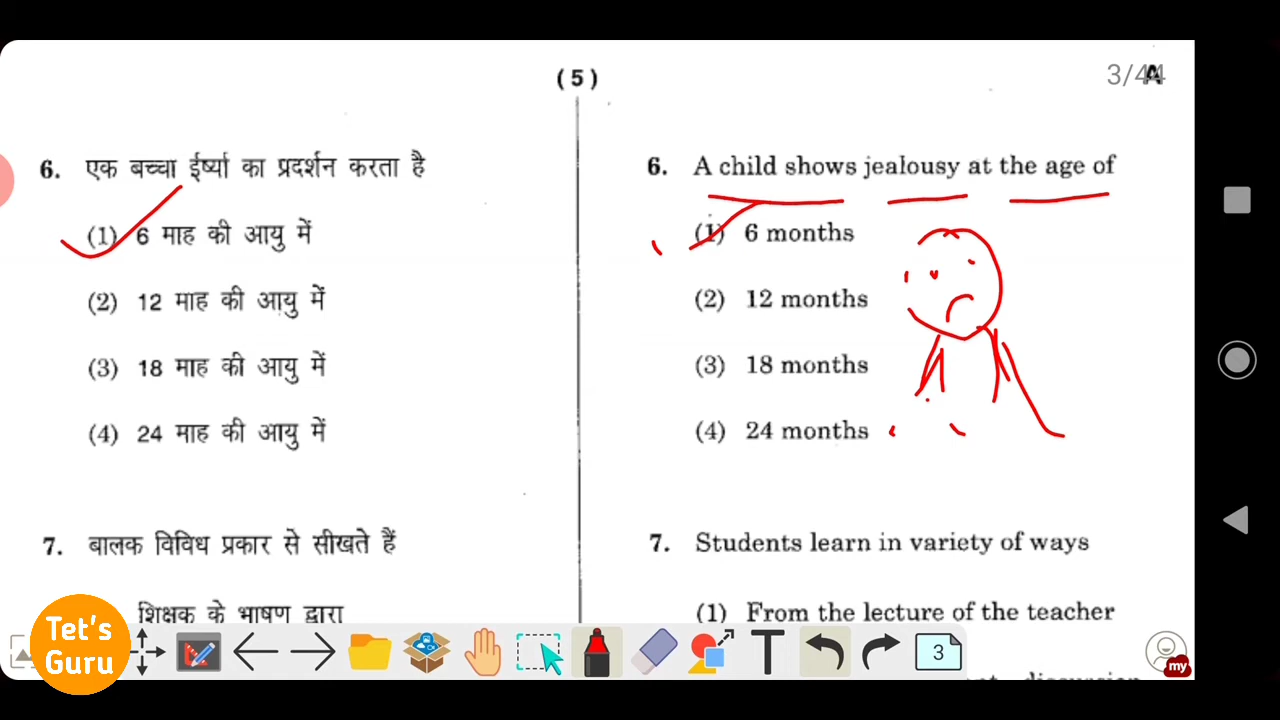 (5)
3/44
A
6. एक बच्चा ईर्ष्या का प्रदर्शन करता है
(1) 6 माह की आयु में
(2) 12 माह की आयु में
(3) 18 माह की आयु में
(4) 24 माह की आयु में
7. बालक विविध प्रकार से सीखते हैं
शिक्षक के भाषण द्वारा
6. A child shows jealousy at the age of
(1) 6 months
(2) 12 months
(3) 18 months
(4) 24 months
7. Students learn in variety of ways
(1) From the lecture of the teacher
Tet's
Guru
T
3
my